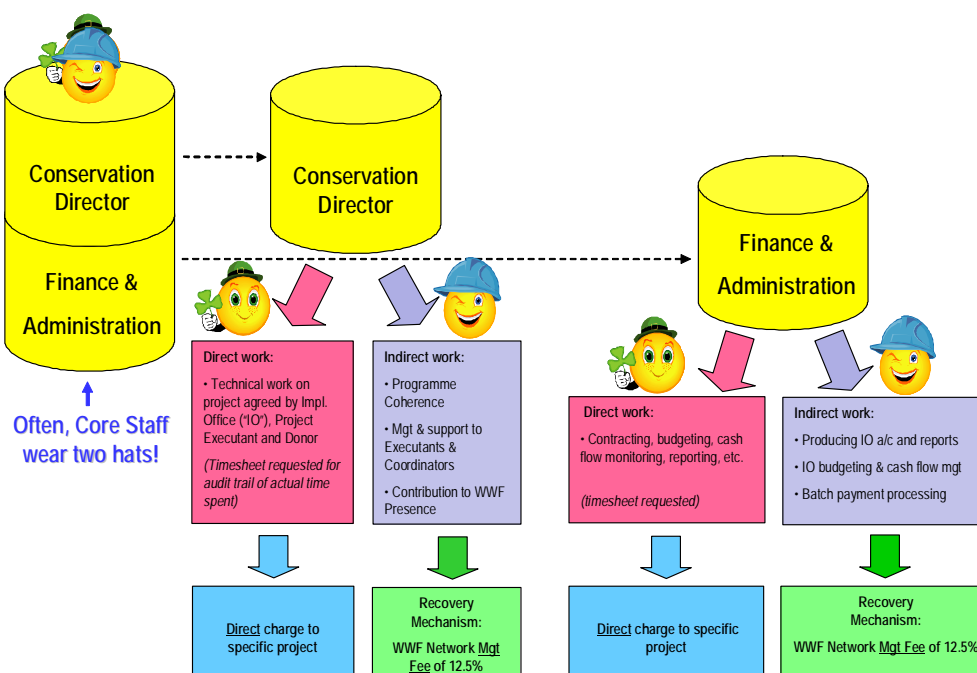 Conservation
Director
Finance &
Administration
Often, Core Staff
wear two hats!
Conservation
Director
Finance &
Administration
Direct work:
• Technical work on
project agreed by Impl.
Office ("IO"), Project
Executant and Donor
(Timesheet requested for
audit trail of actual time
spent)
Indirect work:
• Programme
Coherence
• Mgt & support to
Executants &
Coordinators
• Contribution to WWF
Presence
Direct work:
• Contracting, budgeting, cash
flow monitoring, reporting, etc.
(timesheet requested)
Indirect work:
• Producing IO a/c and reports
• IO budgeting & cash flow mgt
• Batch payment processing
Direct charge to
specific project
Recovery
Mechanism:
WWF Network Mgt
Fee of 12.5%
Direct charge to specific
project
Recovery
Mechanism:
WWF Network Mgt Fee of 12.5%